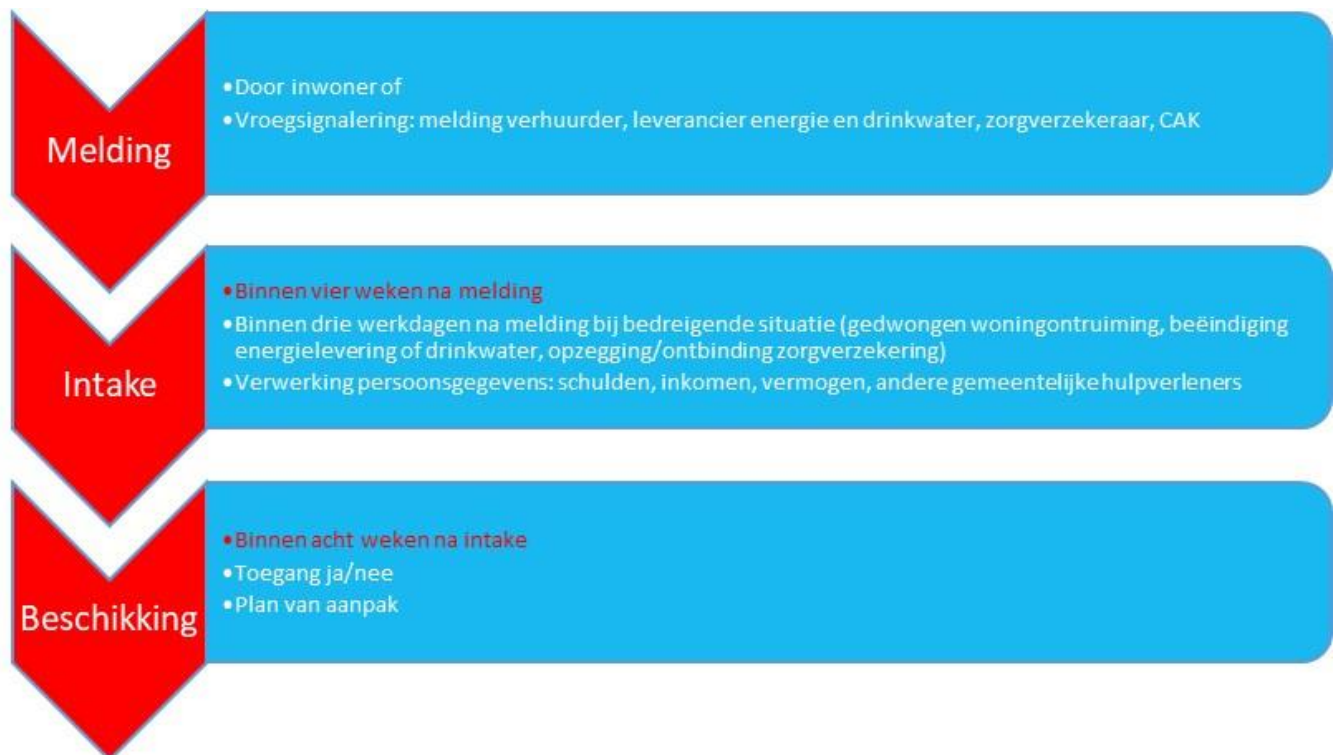 Melding
•Door inwoner of
•Vroegsignalering: melding verhuurder, leverancier energie en drinkwater, zorgverzekeraar, CAK
Intake
•Binnen vier weken na melding
•Binnen drie werkdagen na melding bij bedreigende situatie (gedwongen woningontruiming, beëindiging
energielevering of drinkwater, opzegging/ontbinding zorgverzekering)
•Verwerking persoonsgegevens: schulden, inkomen, vermogen, andere gemeentelijke hulpverleners
Beschikking
•Binnen acht weken na intake
•Toegang ja/nee
•Plan van aanpak